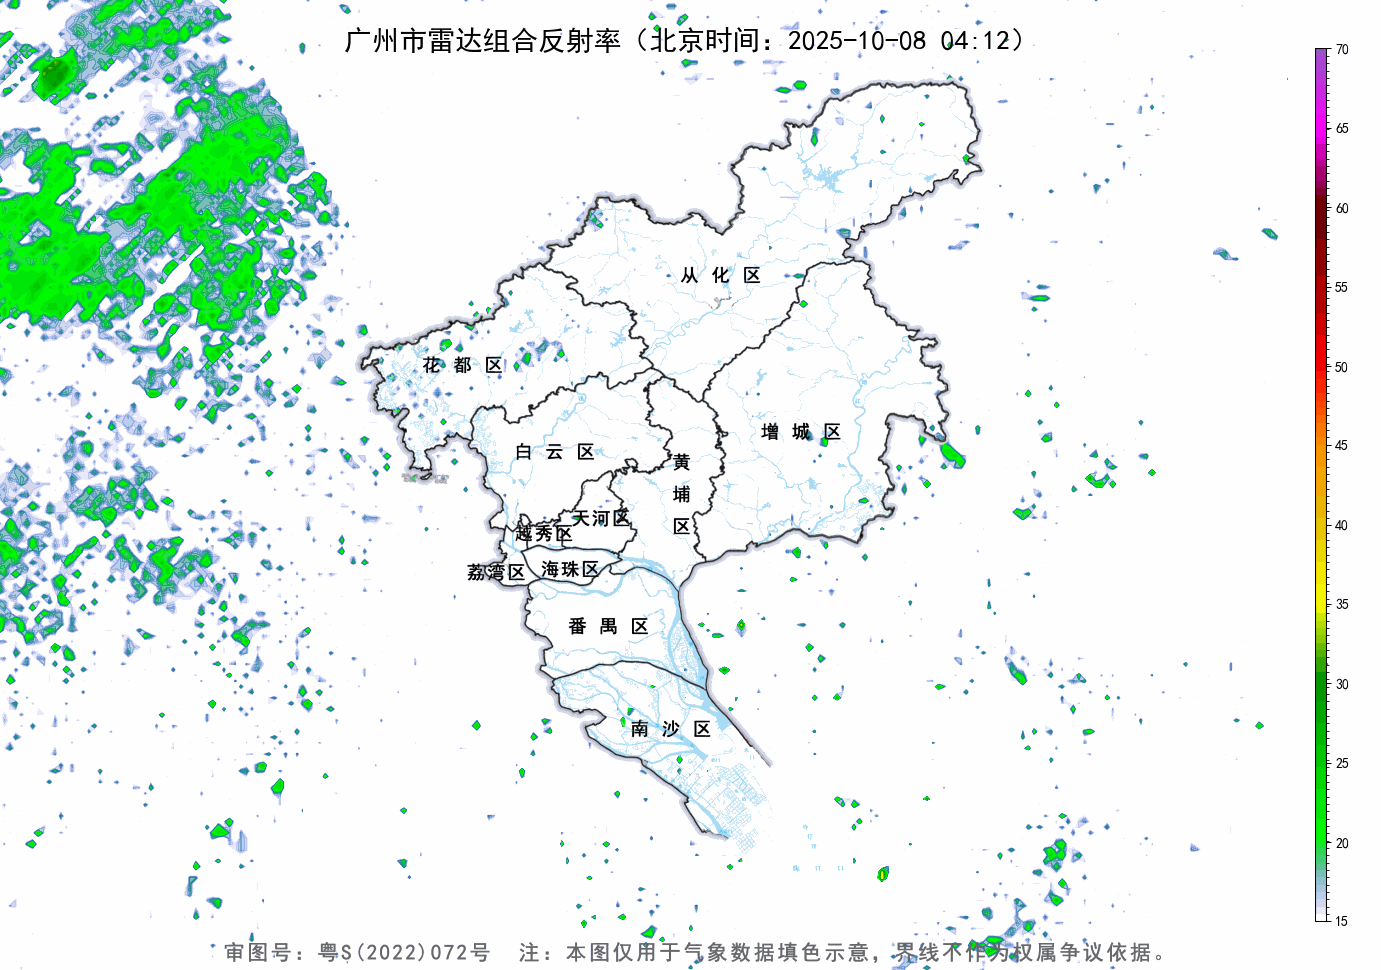 广州市雷达组合反射率（北京时间：2025-10-08 04:12）
70
65
60
55
50
45
40
35
30
25
20
15
从化区
花都区
增城区
白云区
黄埔区
天河区
越秀区
荔湾区
海珠区
番禺区
南沙区
审图号：粤S(2022)072号 注：本图仅用于气象数据填色示意，界线不作为权属争议依据。